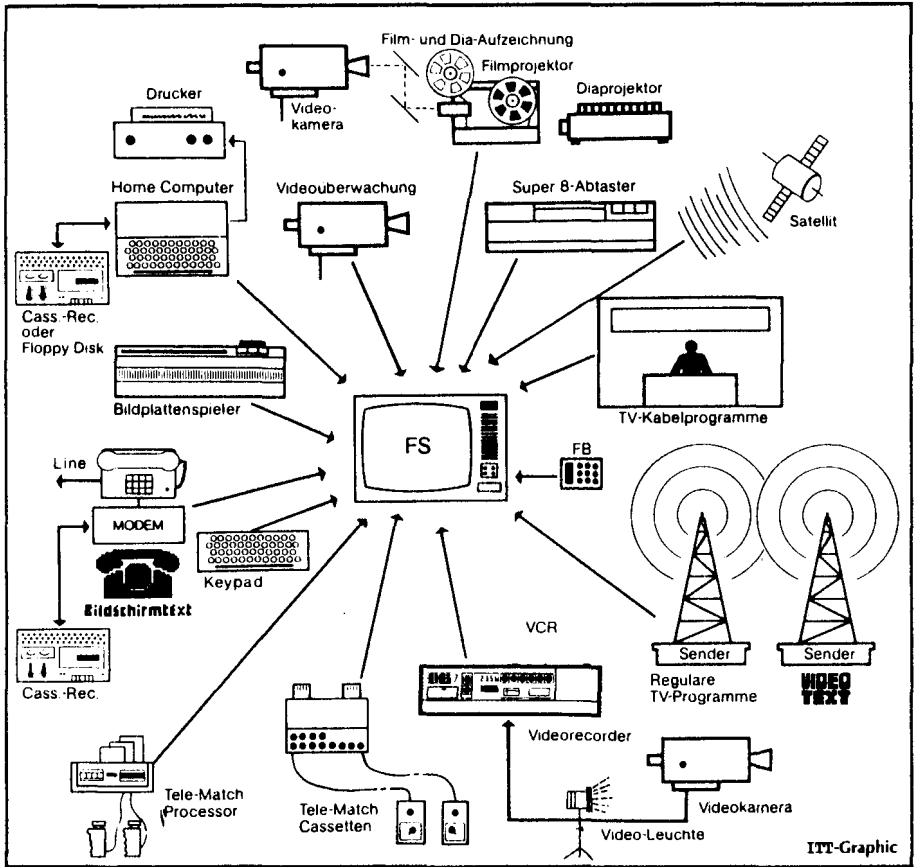 Film- und Dia-Aufzeichnung
Filmprojektor
Drucker
Video-
kamera
Diaprojektor
Home Computer
Videouberwachung
Super 8-Abtaster
Satellit
Cass.-Rec.
oder
Floppy Disk
Bildplattenspieler
TV-Kabelprogramme
FS
FB
Line
MODEM
Keypad
Bildschirmtext
VCR
Sender
Sender
Cass.-Rec.
Regulare
TV-Programme
VIDEO
TEXT
Videorecorder
Tele-Match
Processor
Tele-Match
Cassetten
Videokamera
Video-Leuchte
ITT-Graphic